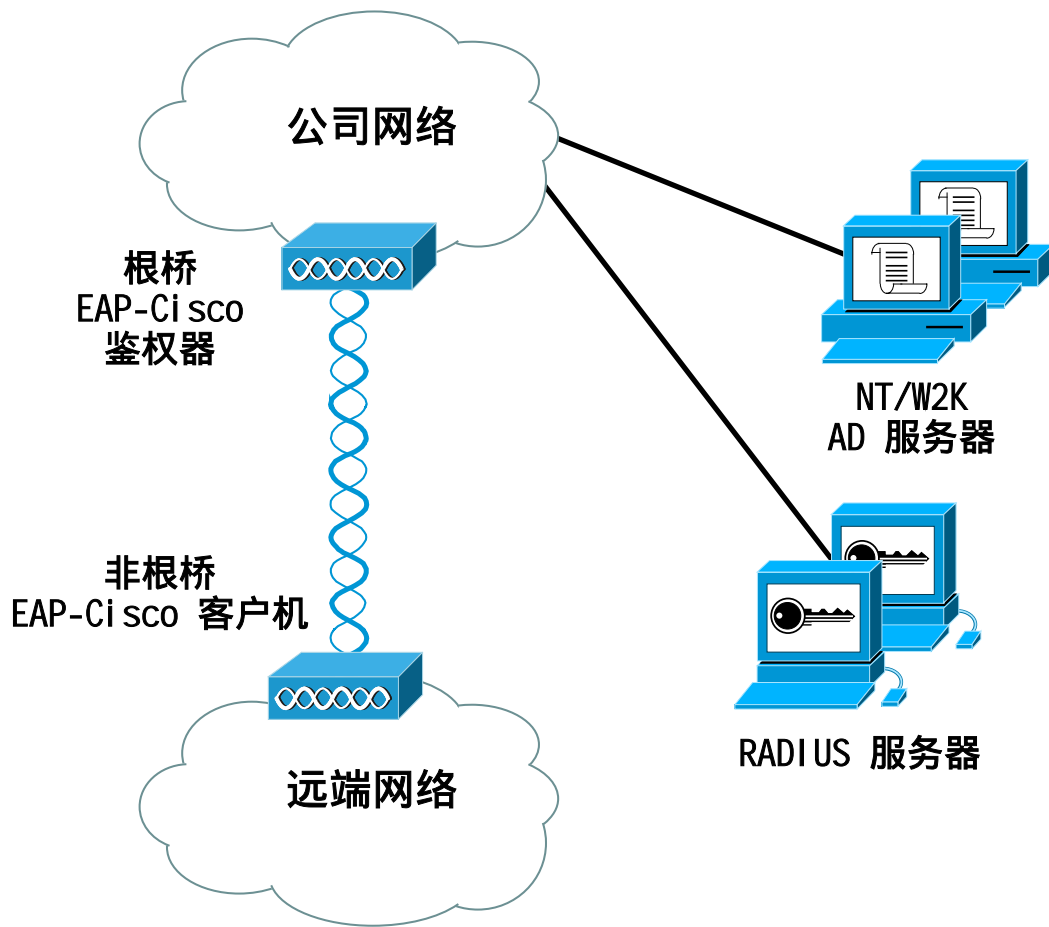 公司网络
根桥
EAP-Cisco
鉴权器
NT/W2K
AD 服务器
非根桥
EAP-Cisco 客户机
RADIUS 服务器
远端网络